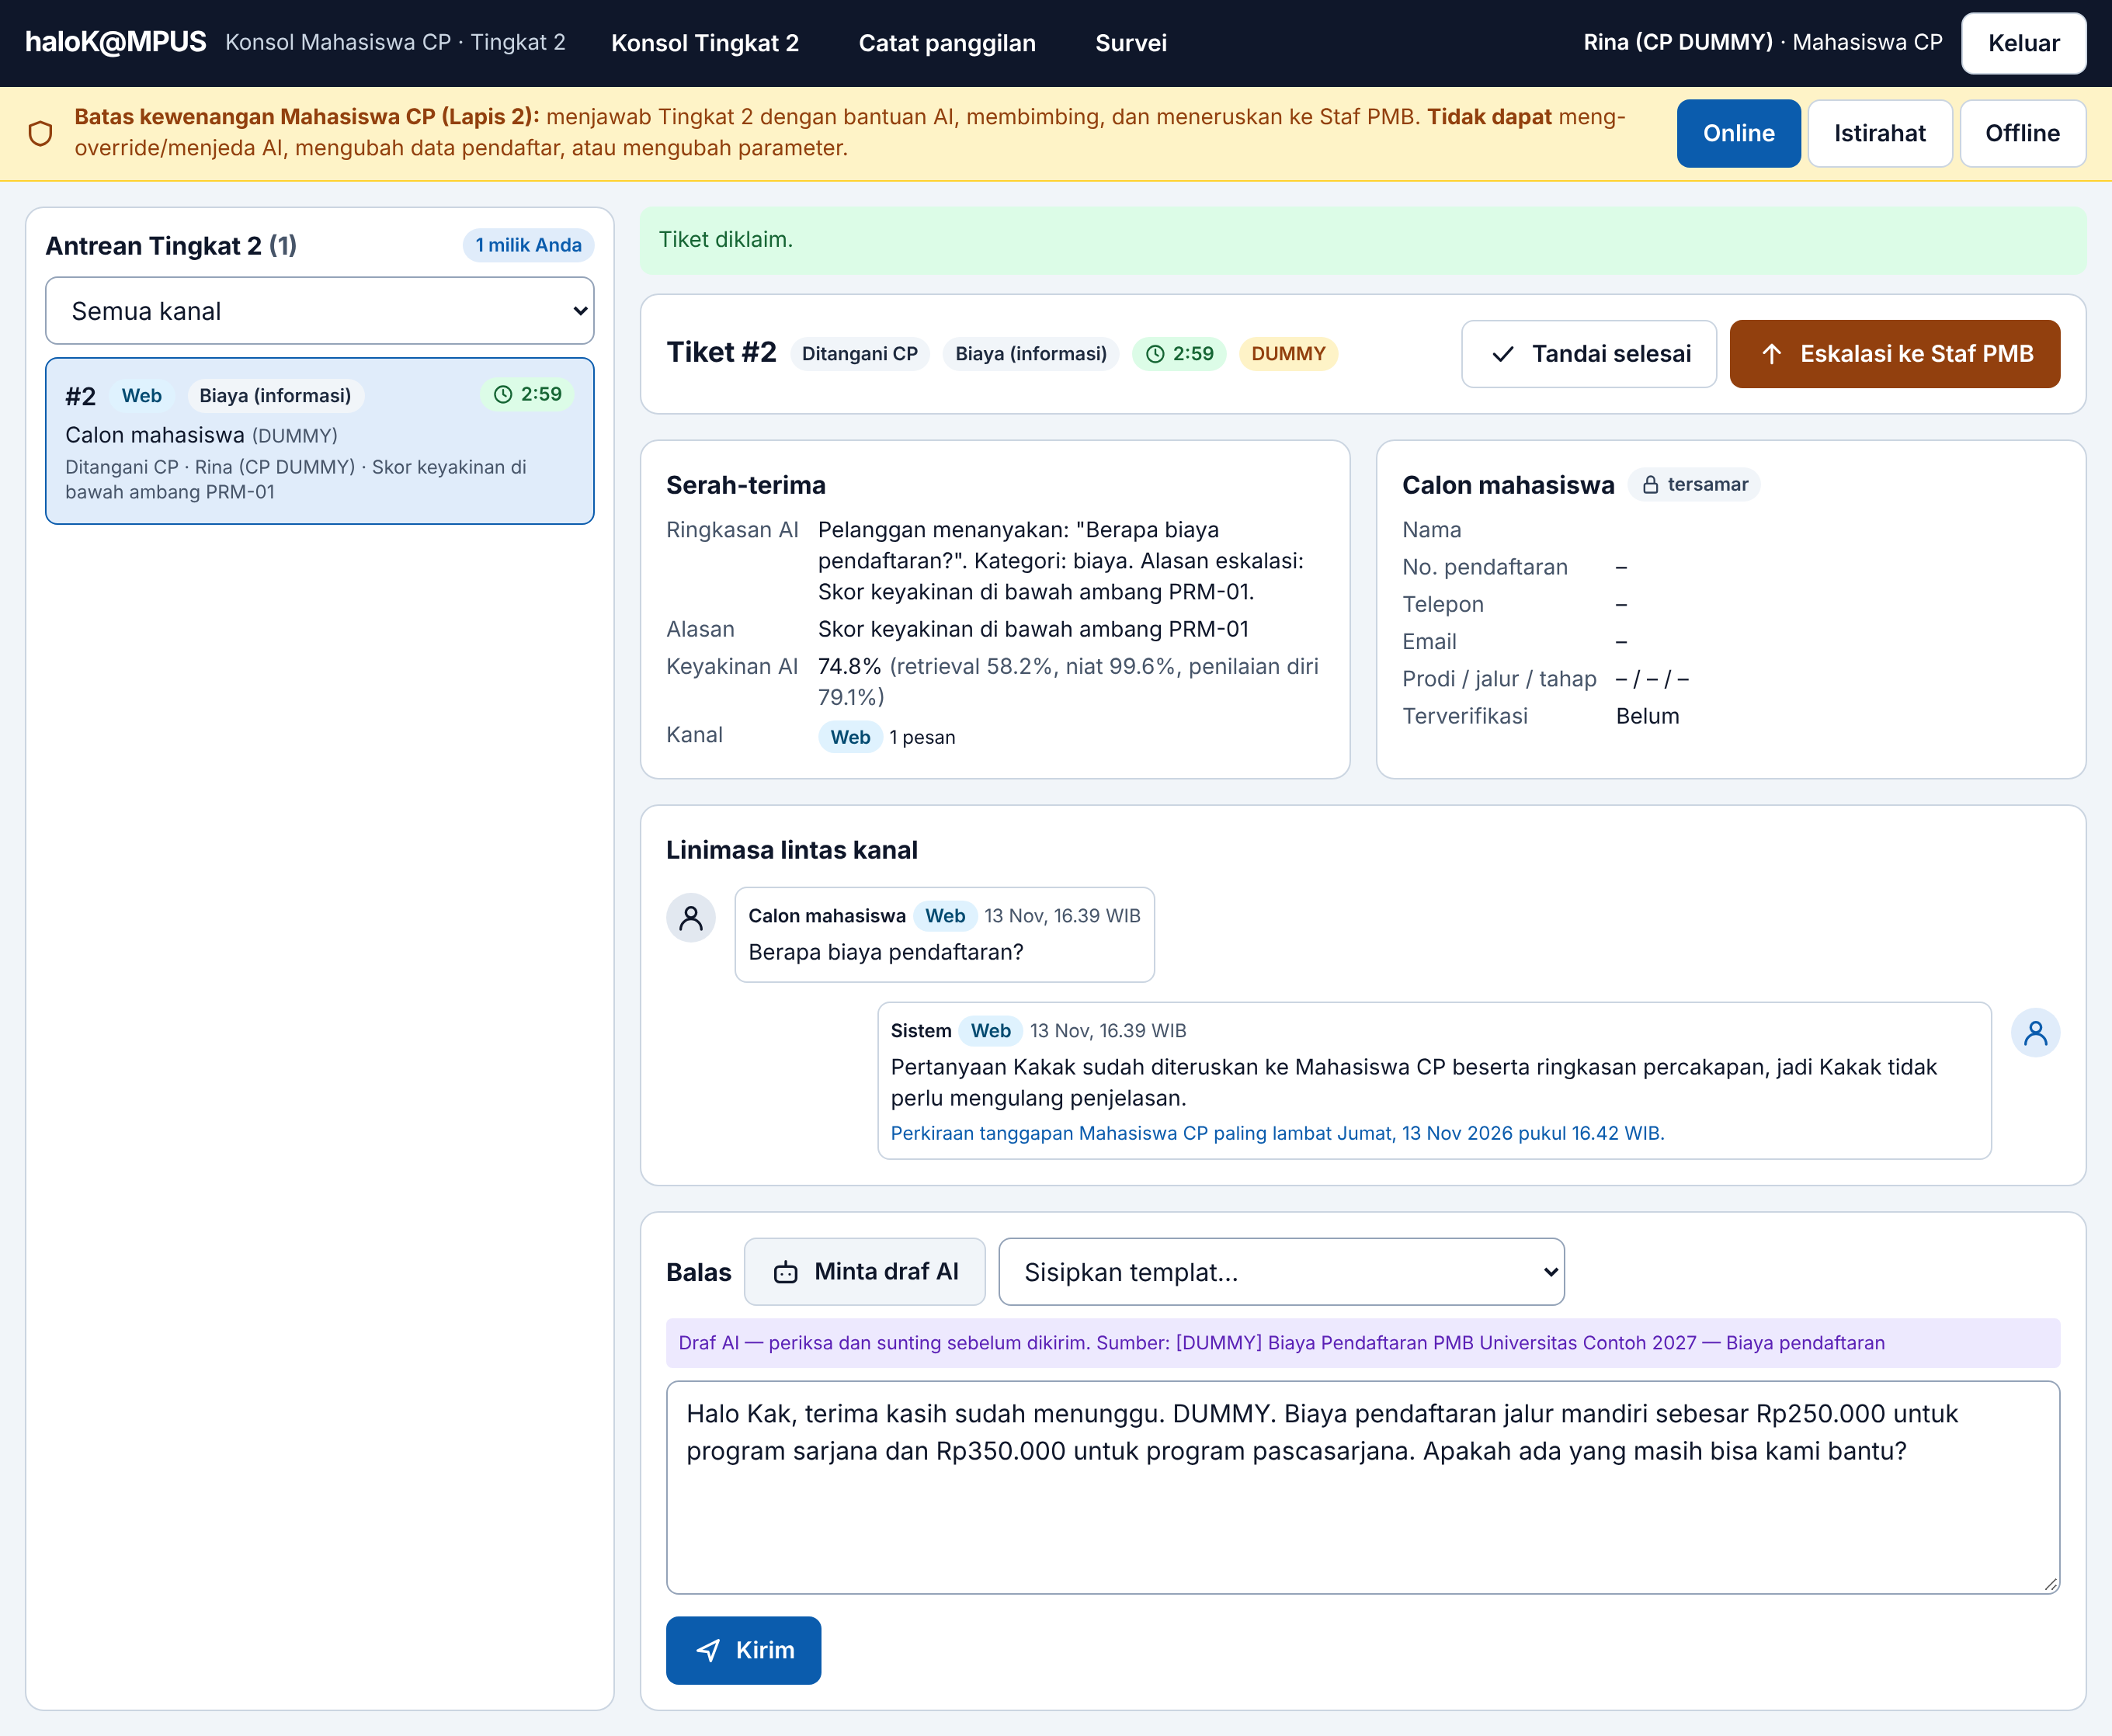 haloK@MPUS Konsol Mahasiswa CP · Tingkat 2 Konsol Tingkat 2 Catat panggilan Survei Rina (CP DUMMY) · Mahasiswa CP Keluar
Batas kewenangan Mahasiswa CP (Lapis 2): menjawab Tingkat 2 dengan bantuan AI, membimbing, dan meneruskan ke Staf PMB. Tidak dapat meng-
override/menjeda AI, mengubah data pendaftar, atau mengubah parameter.
Online Istirahat Offline
Antrean Tingkat 2 (1) 1 milik Anda
Semua kanal
#2 Web Biaya (informasi) 2:59
Calon mahasiswa (DUMMY)
Ditangani CP · Rina (CP DUMMY) · Skor keyakinan di
bawah ambang PRM-01
Tiket diklaim.
Tiket #2 Ditangani CP Biaya (informasi) 2:59 DUMMY Tandai selesai Eskalasi ke Staf PMB
Serah-terima
Ringkasan AI Pelanggan menanyakan: "Berapa biaya
pendaftaran?". Kategori: biaya. Alasan eskalasi:
Skor keyakinan di bawah ambang PRM-01.
Alasan Skor keyakinan di bawah ambang PRM-01
Keyakinan AI 74.8% (retrieval 58.2%, niat 99.6%, penilaian diri
79.1%)
Kanal Web 1 pesan
Calon mahasiswa tersamar
Nama
No. pendaftaran –
Telepon –
Email –
Prodi / jalur / tahap – / – / –
Terverifikasi Belum
Linimasa lintas kanal
Calon mahasiswa Web 13 Nov, 16.39 WIB
Berapa biaya pendaftaran?
Sistem Web 13 Nov, 16.39 WIB
Pertanyaan Kakak sudah diteruskan ke Mahasiswa CP beserta ringkasan percakapan, jadi Kakak tidak
perlu mengulang penjelasan.
Perkiraan tanggapan Mahasiswa CP paling lambat Jumat, 13 Nov 2026 pukul 16.42 WIB.
Balas Minta draf AI Sisipkan templat...
Draf AI — periksa dan sunting sebelum dikirim. Sumber: [DUMMY] Biaya Pendaftaran PMB Universitas Contoh 2027 — Biaya pendaftaran
Halo Kak, terima kasih sudah menunggu. DUMMY. Biaya pendaftaran jalur mandiri sebesar Rp250.000 untuk
program sarjana dan Rp350.000 untuk program pascasarjana. Apakah ada yang masih bisa kami bantu?
Kirim